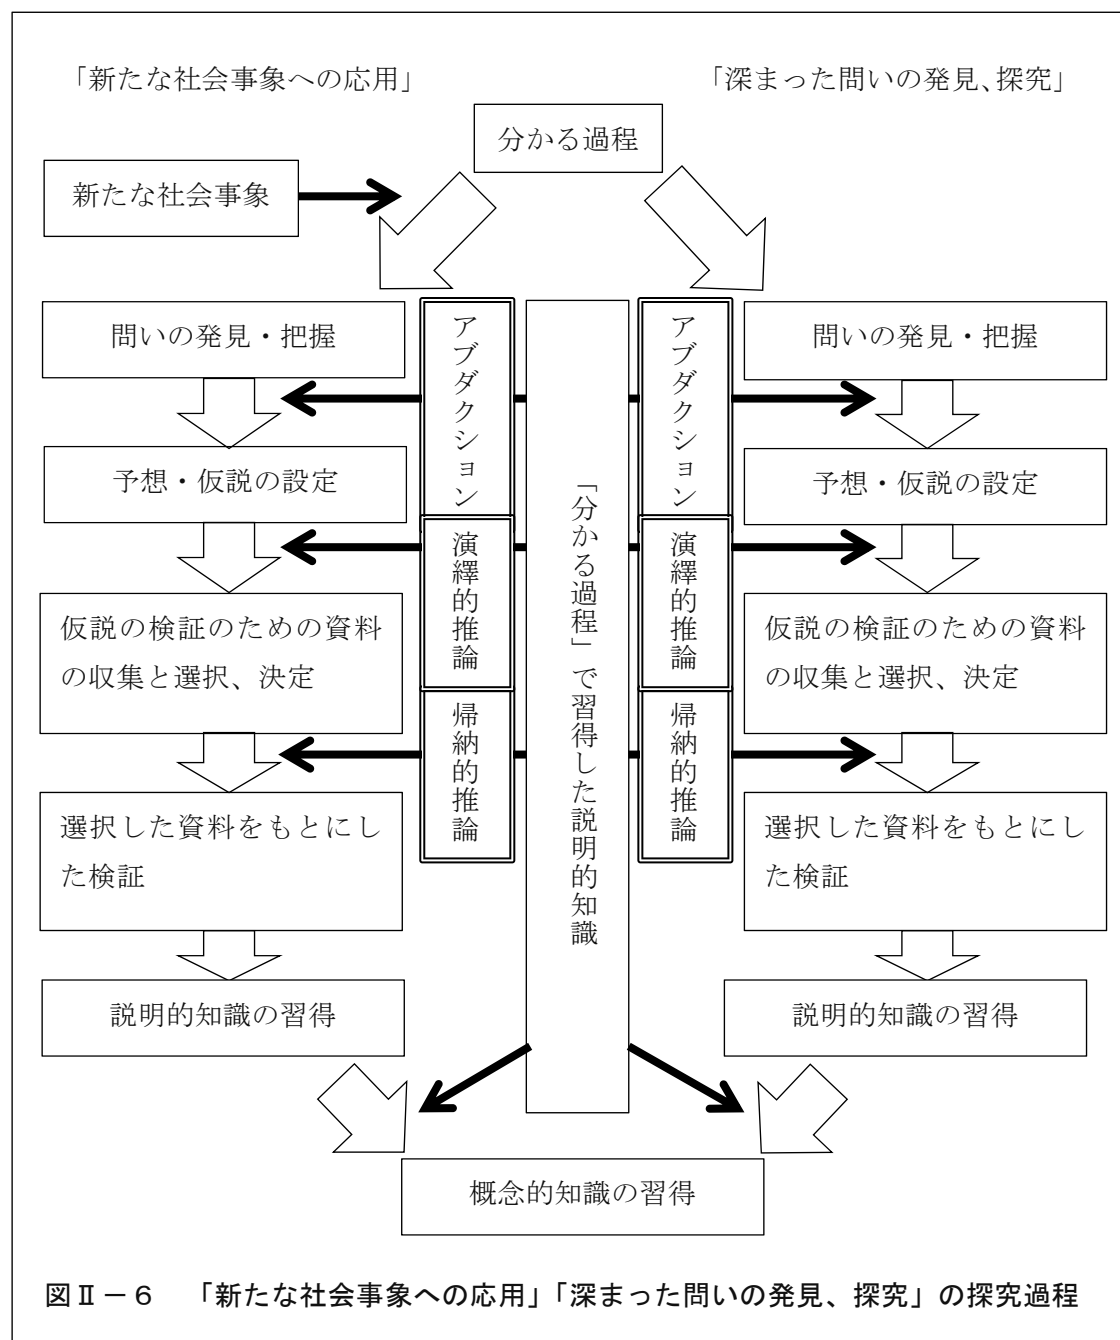 「新たな社会事象への応用」
「深まった問いの発見、探究」
分かる過程
新たな社会事象
問いの発見・把握
予想・仮説の設定
仮説の検証のための資料
の収集と選択、決定
選択した資料をもとにし
た検証
説明的知識の習得
アブダクション
演繹的推論
帰納的推論
「分かる過程」で習得した説明的知識
アブダクション
演繹的推論
帰納的推論
問いの発見・把握
予想・仮説の設定
仮説の検証のための資料
の収集と選択、決定
選択した資料をもとにし
た検証
説明的知識の習得
概念的知識の習得
図Ⅱ－６　「新たな社会事象への応用」「深まった問いの発見、探究」の探究過程